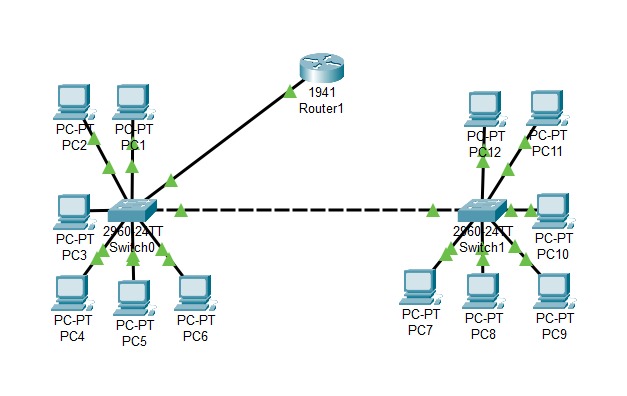 1941
Router1
PC-PT
PC2
PC-PT
PC1
PC-PT
PC12
PC-PT
PC11
PC-PT
PC3
2960-24TT
Switch0
2960-24TT
Switch1
PC-PT
PC10
PC-PT
PC4
PC-PT
PC5
PC-PT
PC6
PC-PT
PC7
PC-PT
PC8
PC-PT
PC9